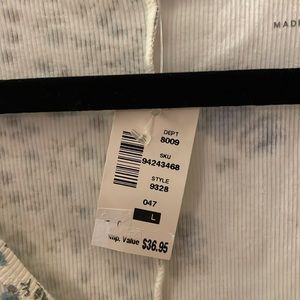 MADE
DEPT
8009
SKU
94243468
STYLE
9328
047
L
Value $36.95